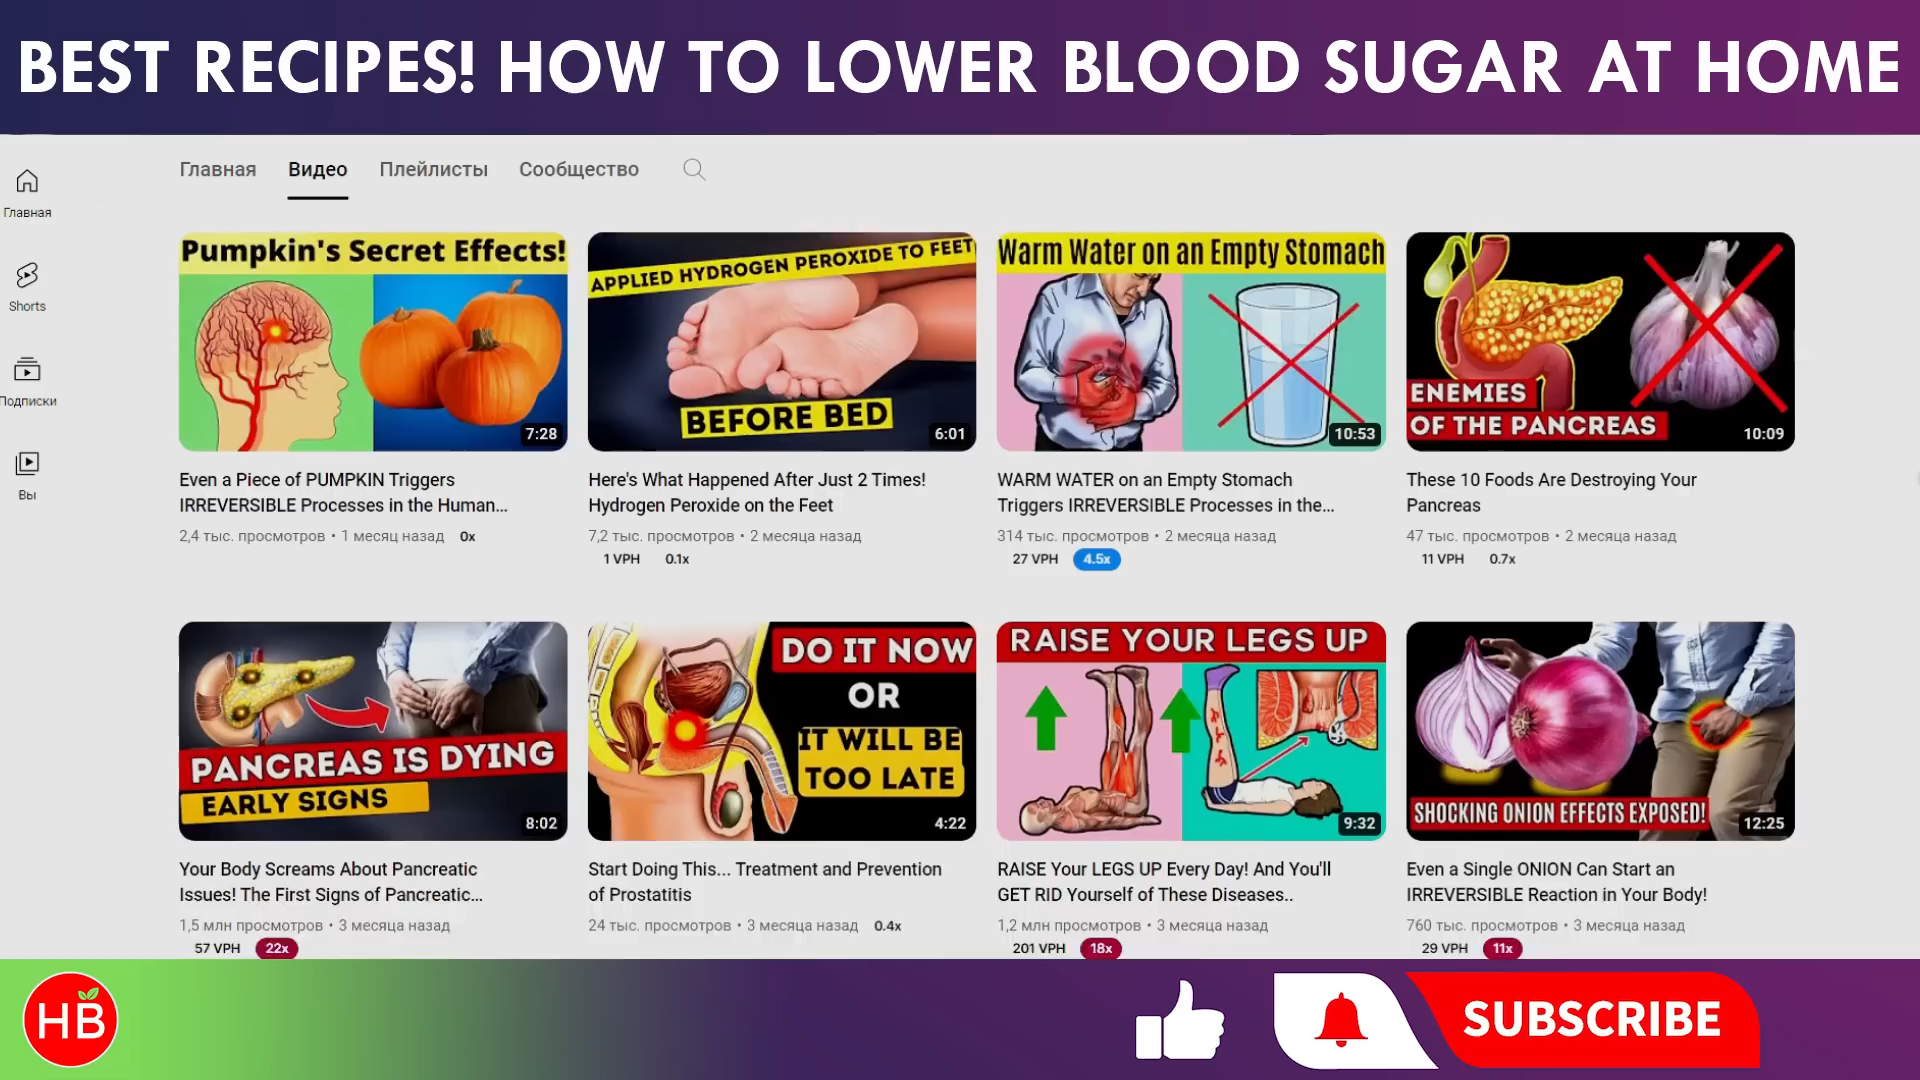 BEST RECIPES! HOW TO LOWER BLOOD SUGAR AT HOME
Главная
Видео
Плейлисты
Сообщество
Главная
Shorts
Подписки
Вы
Pumpkin's Secret Effects!
7:28
Even a Piece of PUMPKIN Triggers
IRREVERSIBLE Processes in the Human...
2,4 тыс. просмотров • 1 месяц назад 0x
APPLIED HYDROGEN PEROXIDE TO FEET
BEFORE BED
6:01
Here's What Happened After Just 2 Times!
Hydrogen Peroxide on the Feet
7,2 тыс. просмотров • 2 месяца назад
1 VPH 0.1x
Warm Water on an Empty Stomach
10:53
WARM WATER on an Empty Stomach
Triggers IRREVERSIBLE Processes in the...
314 тыс. просмотров • 2 месяца назад
27 VPH 4.5x
ENEMIES
OF THE PANCREAS
10:09
These 10 Foods Are Destroying Your
Pancreas
47 тыс. просмотров • 2 месяца назад
11 VPH 0.7x
PANCREAS IS DYING
EARLY SIGNS
8:02
Your Body Screams About Pancreatic
Issues! The First Signs of Pancreatic...
1,5 млн просмотров • 3 месяца назад
57 VPH 22x
DO IT NOW
OR
IT WILL BE
TOO LATE
4:22
Start Doing This... Treatment and Prevention
of Prostatitis
24 тыс. просмотров • 3 месяца назад 0.4x
RAISE YOUR LEGS UP
9:32
RAISE Your LEGS UP Every Day! And You'll
GET RID Yourself of These Diseases..
1,2 млн просмотров • 3 месяца назад
201 VPH 18x
SHOCKING ONION EFFECTS EXPOSED!
12:25
Even a Single ONION Can Start an
IRREVERSIBLE Reaction in Your Body!
760 тыс. просмотров • 3 месяца назад
29 VPH 11x
HB
SUBSCRIBE